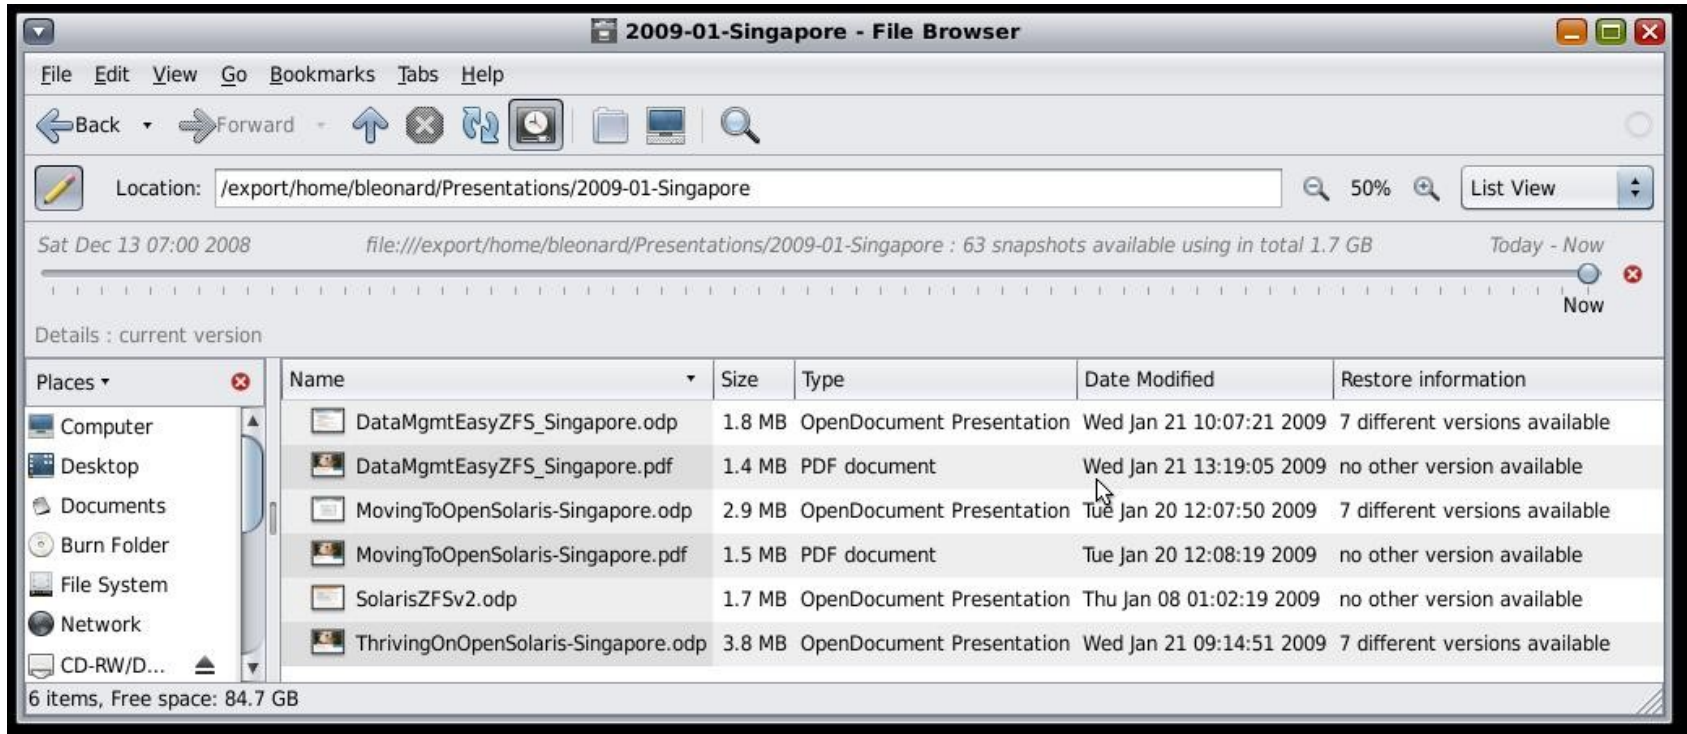 2009-01-Singapore - File Browser
File Edit View Go Bookmarks Tabs Help
Back Forward
Location: /export/home/bleonard/Presentations/2009-01-Singapore 50% List View
Sat Dec 13 07:00 2008 file:///export/home/bleonard/Presentations/2009-01-Singapore : 63 snapshots available using in total 1.7 GB Today - Now
Now
Details : current version
Places Name Size Type Date Modified Restore information
Computer
Desktop
Documents
Burn Folder
File System
Network
CD-RW/D...
DataMgmtEasyZFS_Singapore.odp 1.8 MB OpenDocument Presentation Wed Jan 21 10:07:21 2009 7 different versions available
DataMgmtEasyZFS_Singapore.pdf 1.4 MB PDF document Wed Jan 21 13:19:05 2009 no other version available
MovingToOpenSolaris-Singapore.odp 2.9 MB OpenDocument Presentation Tue Jan 20 12:07:50 2009 7 different versions available
MovingToOpenSolaris-Singapore.pdf 1.5 MB PDF document Tue Jan 20 12:08:19 2009 no other version available
SolarisZFSv2.odp 1.7 MB OpenDocument Presentation Thu Jan 08 01:02:19 2009 no other version available
ThrivingOnOpenSolaris-Singapore.odp 3.8 MB OpenDocument Presentation Wed Jan 21 09:14:51 2009 7 different versions available
6 items, Free space: 84.7 GB